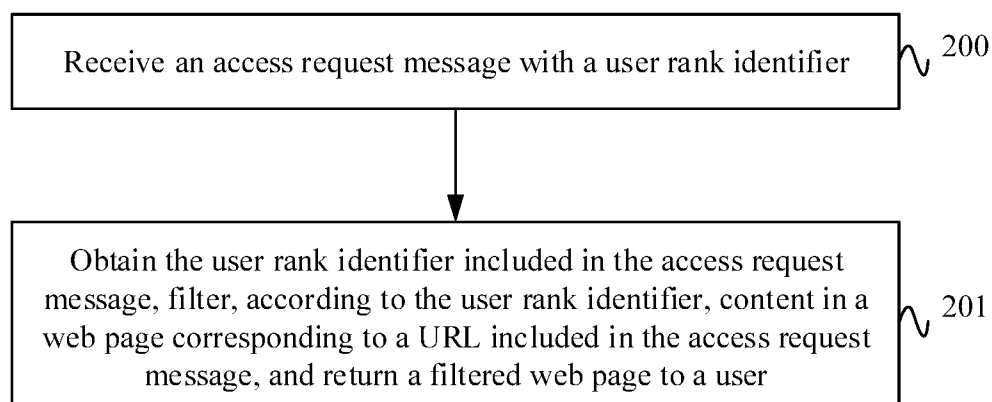 Receive an access request message with a user rank identifier
200
Obtain the user rank identifier included in the access request
message, filter, according to the user rank identifier, content in a
web page corresponding to a URL included in the access request
message, and return a filtered web page to a user
201